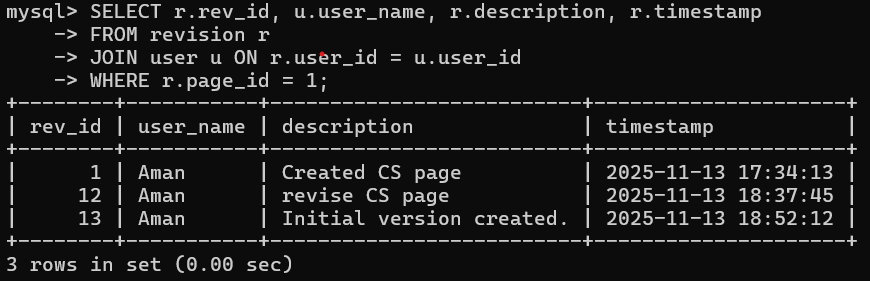 mysql> SELECT r.rev_id, u.user_name, r.description, r.timestamp
    -> FROM revision r
    -> JOIN user u ON r.user_id = u.user_id
    -> WHERE r.page_id = 1;
+--------+-----------+--------------------------+---------------------+
| rev_id | user_name | description              | timestamp           |
+--------+-----------+--------------------------+---------------------+
|      1 | Aman      | Created CS page          | 2025-11-13 17:34:13 |
|     12 | Aman      | revise CS page           | 2025-11-13 18:37:45 |
|     13 | Aman      | Initial version created. | 2025-11-13 18:52:12 |
+--------+-----------+--------------------------+---------------------+
3 rows in set (0.00 sec)